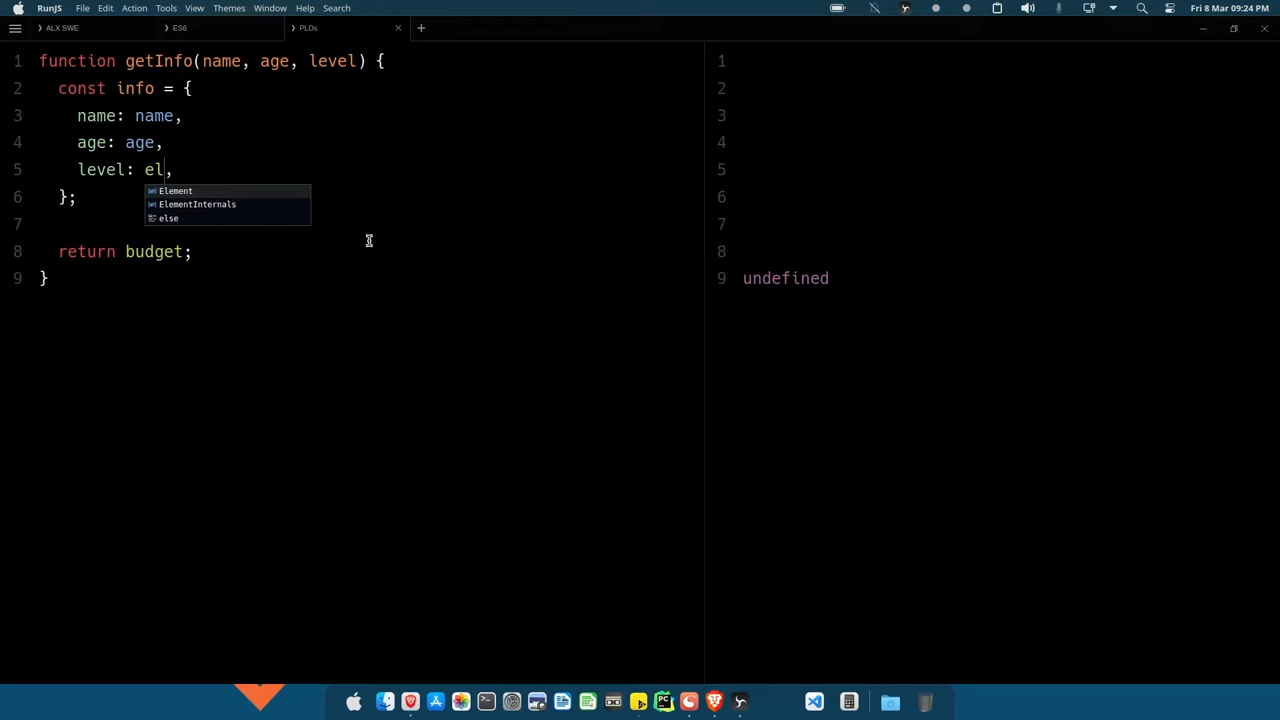 RunJS File Edit Action Tools View Themes Window Help Search Fri 8 Mar 09:24 PM
ALX SWE ES6 PLDs
1 function getInfo(name, age, level) {
2 const info = {
3 name: name,
4 age: age,
5 level: el,
Element
ElementInternals
else
6 };
7
8 return budget;
9 }
1
2
3
4
5
6
7
8
9 undefined
PC